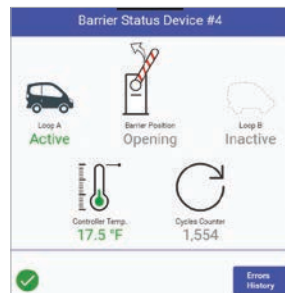 Barrier Status Device #4
Loop A
Active
Barrier Position
Opening
Loop B
Inactive
Controller Temp.
17.5 °F
Cycles Counter
1,554
Errors
History